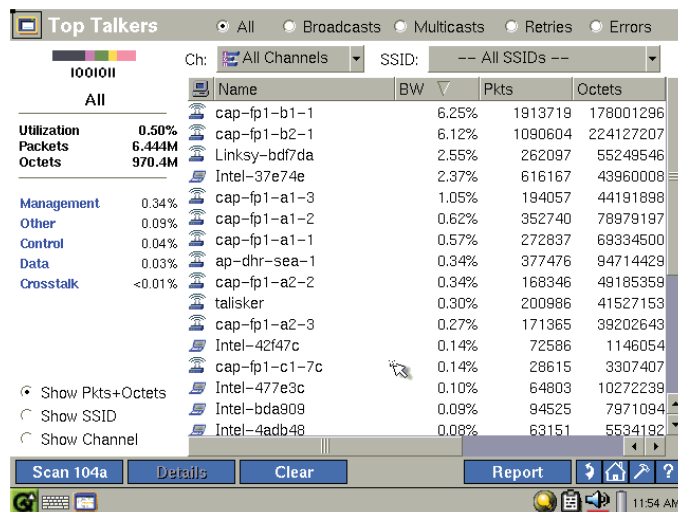 Top Talkers
All Broadcasts Multicasts Retries Errors
Ch: All Channels SSID: -- All SSIDs --
1001011
All
Utilization 0.50%
Packets 6.444M
Octets 970.4M
Management 0.34%
Other 0.09%
Control 0.04%
Data 0.03%
Crosstalk <0.01%
Show Pkts+Octets
Show SSID
Show Channel
Name BW Pkts Octets
cap-fp1-b1-1 6.25% 1913719 178001296
cap-fp1-b2-1 6.12% 1090604 224127207
Linksy-bdf7da 2.55% 262097 55249546
Intel-37e74e 2.37% 616167 43960008
cap-fp1-a1-3 1.05% 194057 44191898
cap-fp1-a1-2 0.62% 352740 78979197
cap-fp1-a1-1 0.57% 272837 69334500
ap-dhr-sea-1 0.34% 377476 94714429
cap-fp1-a2-2 0.34% 168346 49185359
talisker 0.30% 200986 41527153
cap-fp1-a2-3 0.27% 171365 39202643
Intel-42f47c 0.14% 72586 1146054
cap-fp1-c1-7c 0.14% 28615 3307407
Intel-477e3c 0.10% 64803 10272239
Intel-bda909 0.09% 94525 7971094
Intel-4adb48 0.08% 63151 5534192
Scan 104a Details Clear Report ?
11:54 AM